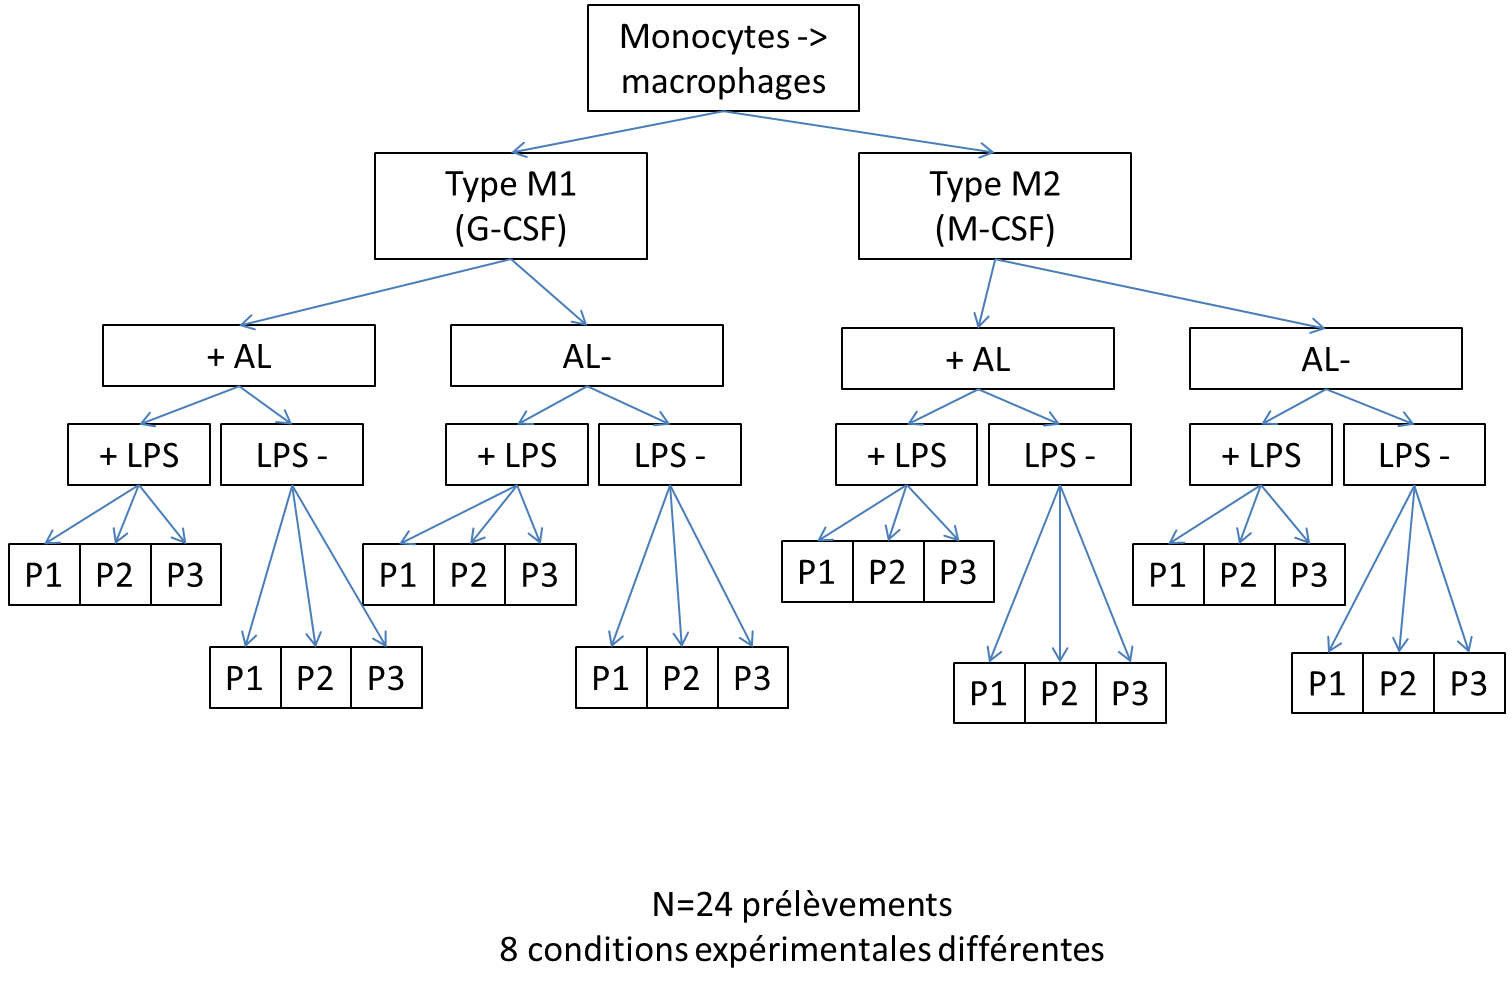 Monocytes ->
macrophages
Type M1
(G-CSF)
Type M2
(M-CSF)
+ AL
AL-
+ AL
AL-
+ LPS
LPS -
+ LPS
LPS -
+ LPS
LPS -
+ LPS
LPS -
P1 P2 P3
P1 P2 P3
P1 P2 P3
P1 P2 P3
P1 P2 P3
P1 P2 P3
P1 P2 P3
P1 P2 P3
N=24 prélèvements
8 conditions expérimentales différentes